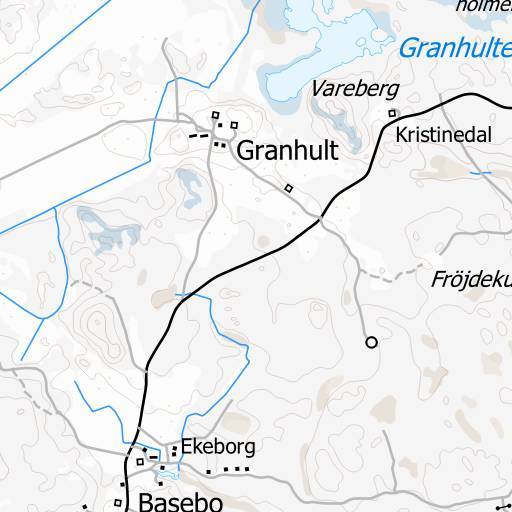 holmen
Granhulte
Vareberg
Kristinedal
Granhult
Fröjdeku
Ekeborg
Basebo